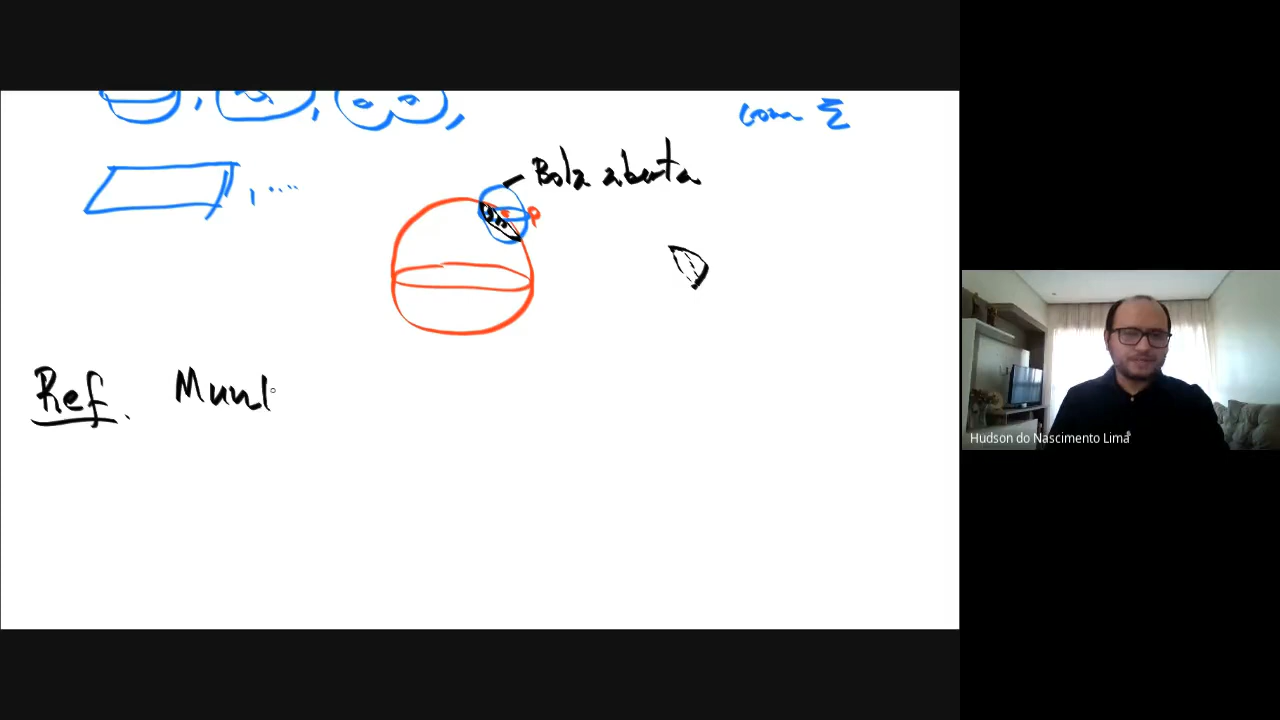 com Σ
, , ,
, ....
Bola aberta
P
Ref. Munk
Hudson do Nascimento Lima